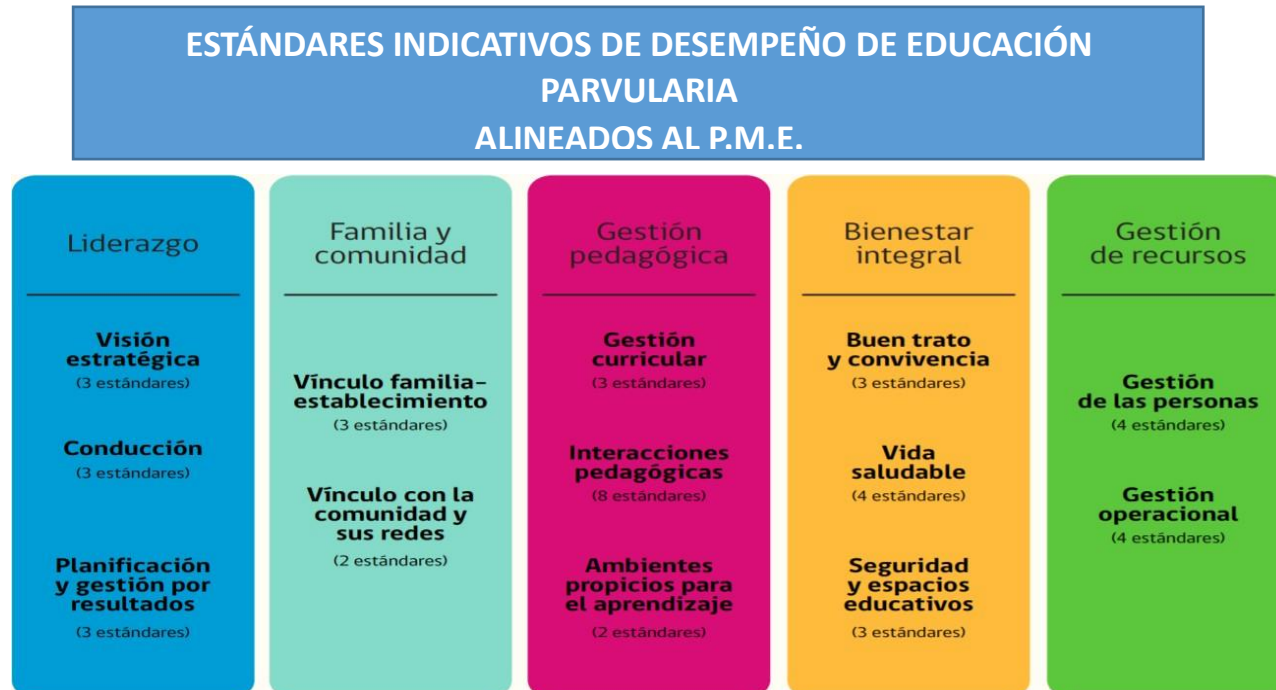 ESTÁNDARES INDICATIVOS DE DESEMPEÑO DE EDUCACIÓN
PARVULARIA
ALINEADOS AL P.M.E.
Liderazgo
Visión
estratégica
(3 estándares)
Conducción
(3 estándares)
Planificación
y gestión por
resultados
(3 estándares)
Familia y
comunidad
Vínculo familia–
establecimiento
(3 estándares)
Vínculo con la
comunidad y
sus redes
(2 estándares)
Gestión
pedagógica
Gestión
curricular
(3 estándares)
Interacciones
pedagógicas
(8 estándares)
Ambientes
propicios para
el aprendizaje
(2 estándares)
Bienestar
integral
Buen trato
y convivencia
(3 estándares)
Vida
saludable
(4 estándares)
Seguridad
y espacios
educativos
(3 estándares)
Gestión
de recursos
Gestión
de las personas
(4 estándares)
Gestión
operacional
(4 estándares)